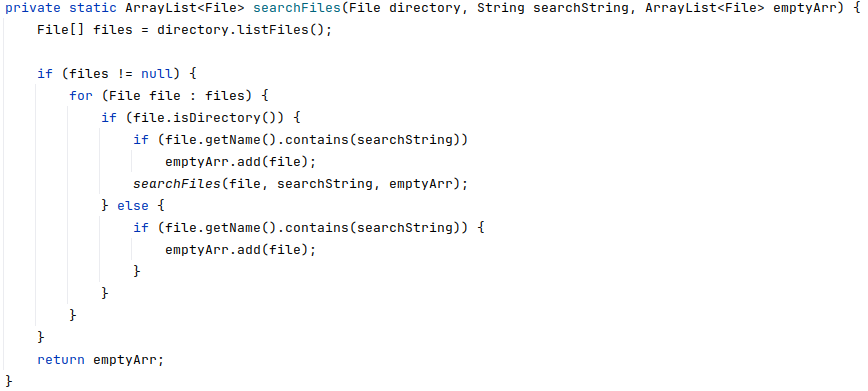 private static ArrayList<File> searchFiles(File directory, String searchString, ArrayList<File> emptyArr) {
    File[] files = directory.listFiles();

    if (files != null) {
        for (File file : files) {
            if (file.isDirectory()) {
                if (file.getName().contains(searchString))
                    emptyArr.add(file);
                searchFiles(file, searchString, emptyArr);
            } else {
                if (file.getName().contains(searchString)) {
                    emptyArr.add(file);
                }
            }
        }
    }
    return emptyArr;
}